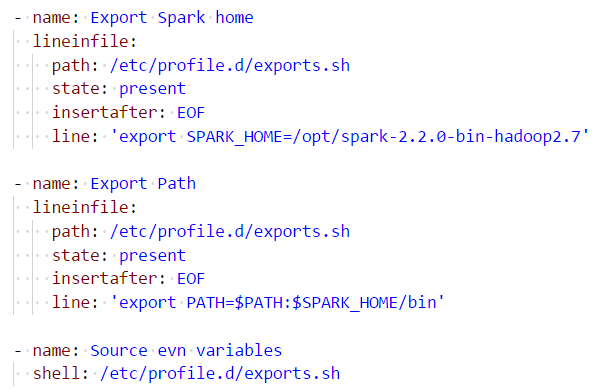 - name: Export Spark home
  lineinfile:
    path: /etc/profile.d/exports.sh
    state: present
    insertafter: EOF
    line: 'export SPARK_HOME=/opt/spark-2.2.0-bin-hadoop2.7'

- name: Export Path
  lineinfile:
    path: /etc/profile.d/exports.sh
    state: present
    insertafter: EOF
    line: 'export PATH=$PATH:$SPARK_HOME/bin'

- name: Source evn variables
  shell: /etc/profile.d/exports.sh